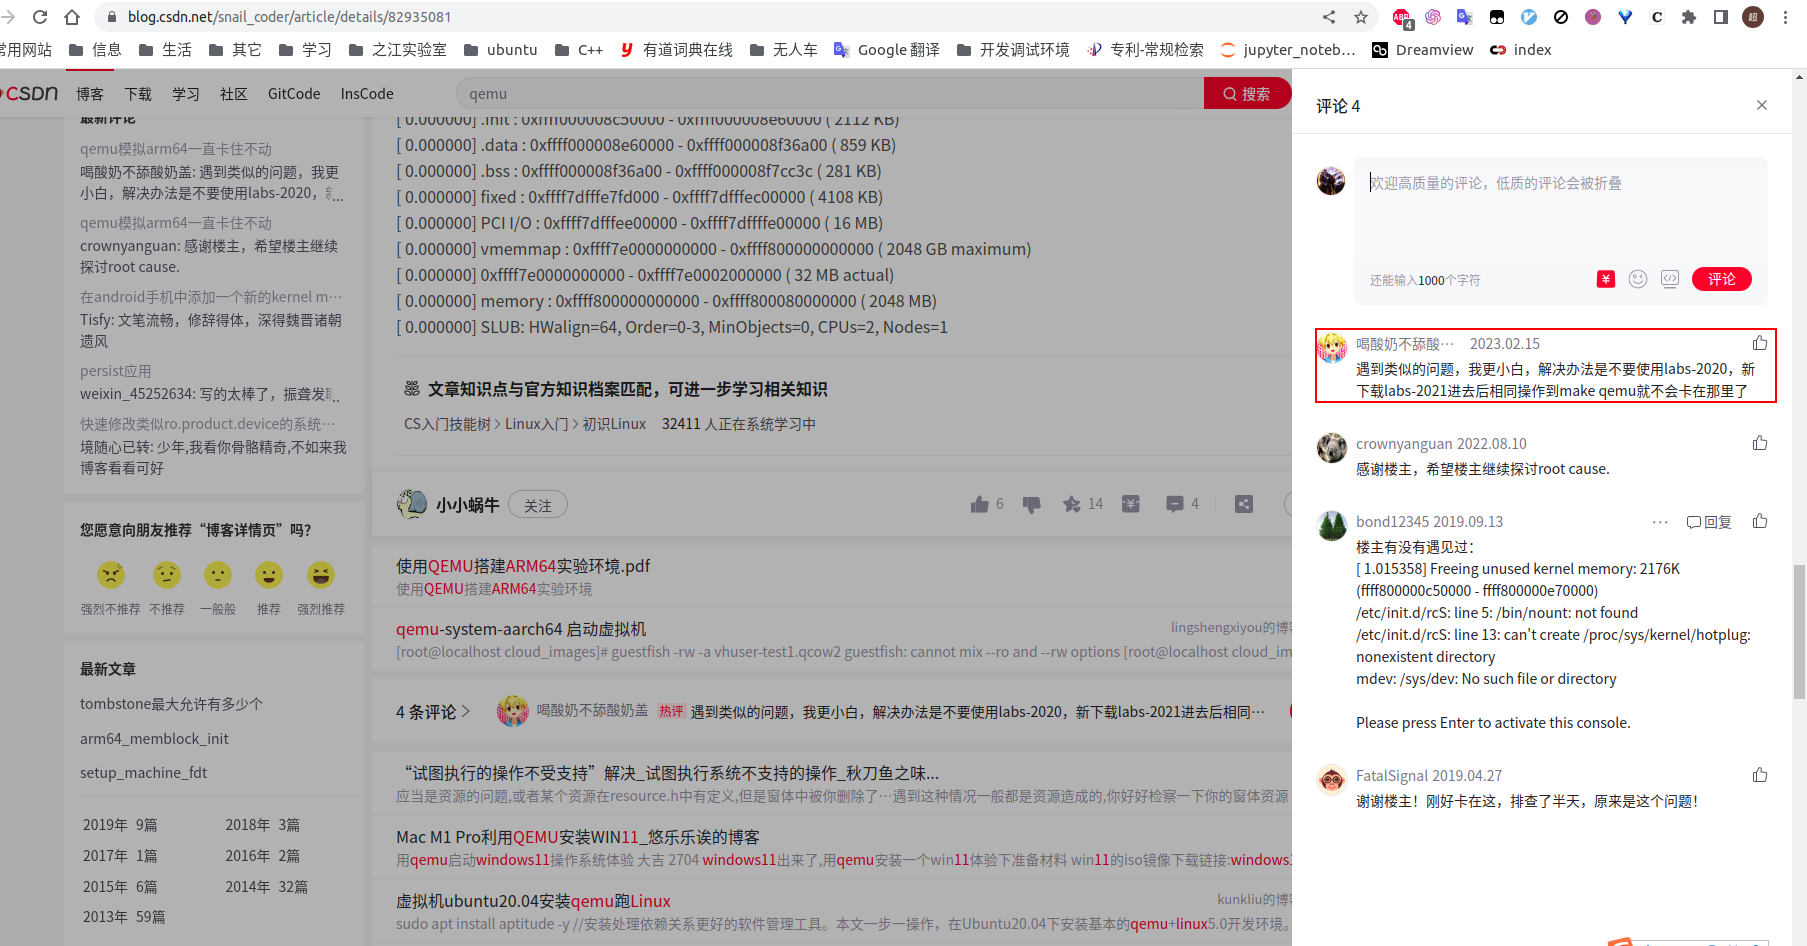 blog.csdn.net/snail_coder/article/details/82935081
4
常用网站 信息 生活 其它 学习 之江实验室 ubuntu C++ 有道词典在线 无人车 Google 翻译 开发调试环境 专利-常规检索 jupyter_noteb… Dreamview index
CSDN 博客 下载 学习 社区 GitCode InsCode qemu 搜索
最新评论
qemu模拟arm64一直卡住不动
喝酸奶不舔酸奶盖: 遇到类似的问题，我更
小白，解决办法是不要使用labs-2020，新...
qemu模拟arm64一直卡住不动
crownyanguan: 感谢楼主，希望楼主继续
探讨root cause.
在android手机中添加一个新的kernel m…
Tisfy: 文笔流畅，修辞得体，深得魏晋诸朝
遗风
persist应用
weixin_45252634: 写的太棒了，振聋发聩..
快速修改类似ro.product.device的系统…
境随心已转: 少年,我看你骨骼精奇,不如来我
博客看看可好
您愿意向朋友推荐“博客详情页”吗？
强烈不推荐 不推荐 一般般 推荐 强烈推荐
最新文章
tombstone最大允许有多少个
arm64_memblock_init
setup_machine_fdt
2019年 9篇 2018年 3篇
2017年 1篇 2016年 2篇
2015年 6篇 2014年 32篇
2013年 59篇
[ 0.000000] .init : 0xffff000008c50000 - 0xffff000008e60000 ( 2112 KB)
[ 0.000000] .data : 0xffff000008e60000 - 0xffff000008f36a00 ( 859 KB)
[ 0.000000] .bss : 0xffff000008f36a00 - 0xffff000008f7cc3c ( 281 KB)
[ 0.000000] fixed : 0xffff7dfffe7fd000 - 0xffff7dfffec00000 ( 4108 KB)
[ 0.000000] PCI I/O : 0xffff7dfffee00000 - 0xffff7dffffe00000 ( 16 MB)
[ 0.000000] vmemmap : 0xffff7e0000000000 - 0xffff800000000000 ( 2048 GB maximum)
[ 0.000000] 0xffff7e0000000000 - 0xffff7e0002000000 ( 32 MB actual)
[ 0.000000] memory : 0xffff800000000000 - 0xffff800080000000 ( 2048 MB)
[ 0.000000] SLUB: HWalign=64, Order=0-3, MinObjects=0, CPUs=2, Nodes=1
文章知识点与官方知识档案匹配，可进一步学习相关知识
CS入门技能树 Linux入门 初识Linux 32411 人正在系统学习中
小小蜗牛 关注 6 14 4
使用QEMU搭建ARM64实验环境.pdf
使用QEMU搭建ARM64实验环境
qemu-system-aarch64 启动虚拟机 lingshengxiyou的博客
[root@localhost cloud_images]# guestfish -rw -a vhuser-test1.qcow2 guestfish: cannot mix --ro and --rw options [root@localhost cloud_im
4 条评论 喝酸奶不舔酸奶盖 热评 遇到类似的问题，我更小白，解决办法是不要使用labs-2020，新下载labs-2021进去后相同…
“试图执行的操作不受支持”解决_试图执行系统不支持的操作_秋刀鱼之味...
应当是资源的问题,或者某个资源在resource.h中有定义,但是窗体中被你删除了…遇到这种情况一般都是资源造成的,你好好检察一下你的窗体资源
Mac M1 Pro利用QEMU安装WIN11_悠乐乐诶的博客
用qemu启动windows11操作系统体验 大吉 2704 windows11出来了,用qemu安装一个win11体验下准备材料 win11的iso镜像下载链接:windows
虚拟机ubuntu20.04安装qemu跑Linux kunkliu的博客
sudo apt install aptitude -y //安装处理依赖关系更好的软件管理工具。本文一步一操作，在Ubuntu20.04下安装基本的qemu+linux5.0开发环境。
评论 4
欢迎高质量的评论，低质的评论会被折叠
还能输入1000个字符 评论
喝酸奶不舔酸… 2023.02.15
遇到类似的问题，我更小白，解决办法是不要使用labs-2020，新
下载labs-2021进去后相同操作到make qemu就不会卡在那里了
crownyanguan 2022.08.10
感谢楼主，希望楼主继续探讨root cause.
bond12345 2019.09.13 回复
楼主有没有遇见过：
[ 1.015358] Freeing unused kernel memory: 2176K
(ffff800000c50000 - ffff800000e70000)
/etc/init.d/rcS: line 5: /bin/nount: not found
/etc/init.d/rcS: line 13: can't create /proc/sys/kernel/hotplug:
nonexistent directory
mdev: /sys/dev: No such file or directory
Please press Enter to activate this console.
FatalSignal 2019.04.27
谢谢楼主！刚好卡在这，排查了半天，原来是这个问题！